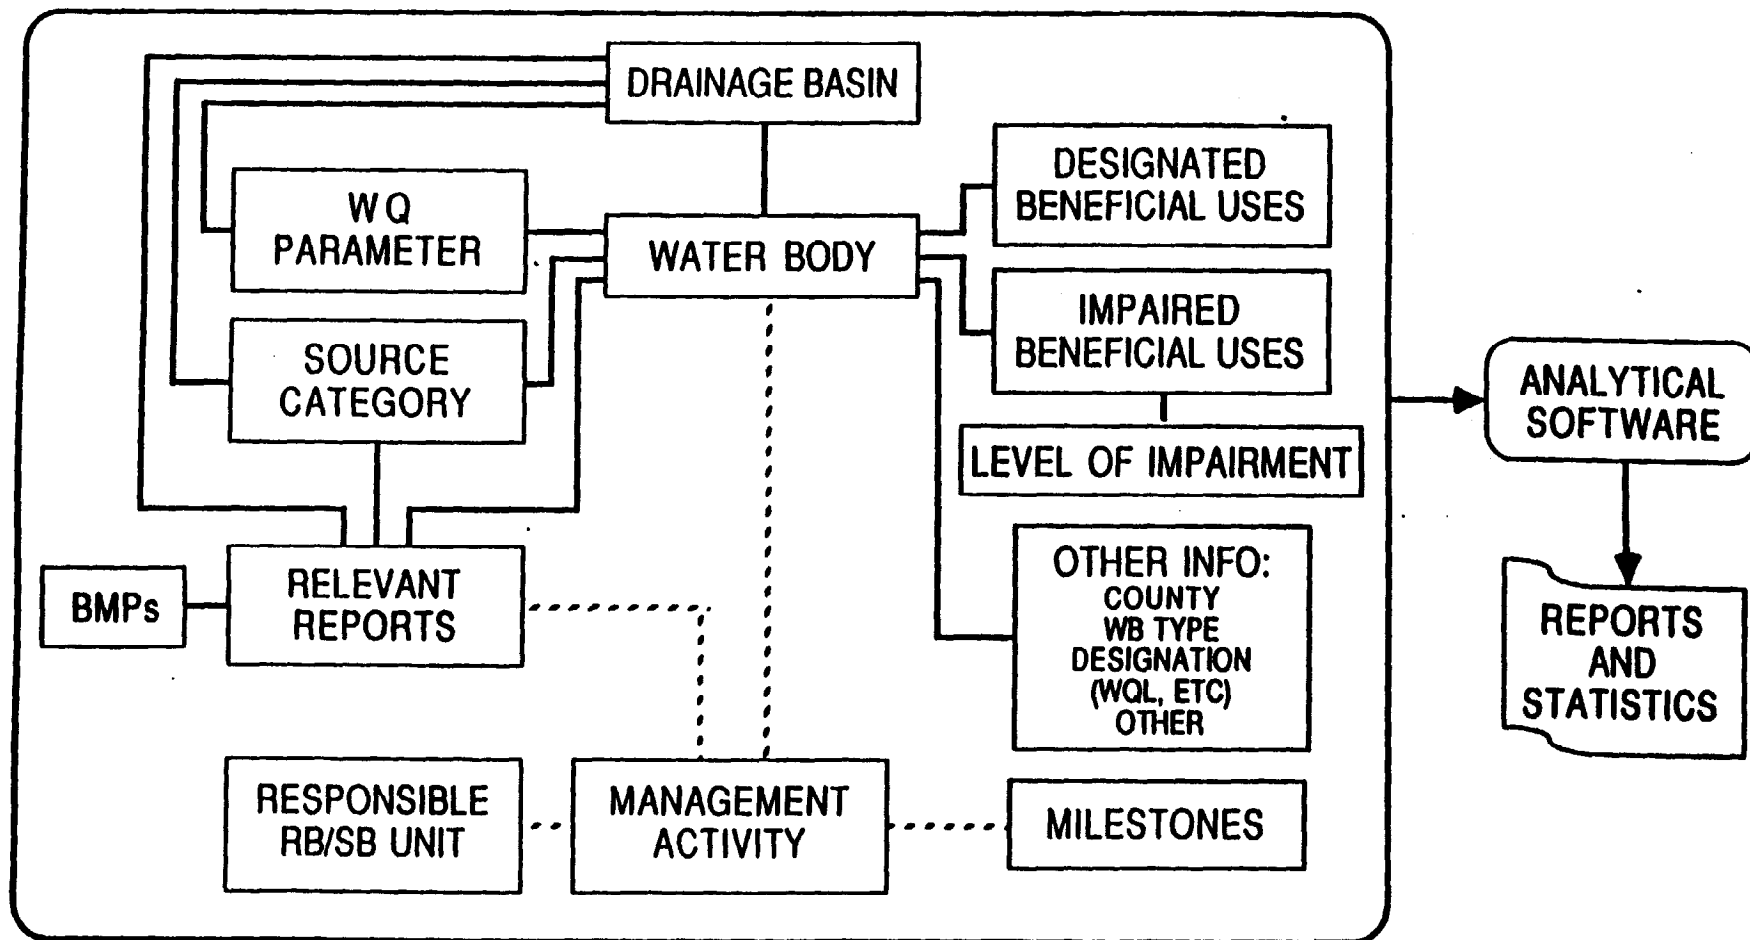 DRAINAGE BASIN
WQ
PARAMETER
WATER BODY
DESIGNATED
BENEFICIAL USES
IMPAIRED
BENEFICIAL USES
LEVEL OF IMPAIRMENT
SOURCE
CATEGORY
BMPs
RELEVANT
REPORTS
OTHER INFO:
COUNTY
WB TYPE
DESIGNATION
(WQL, ETC)
OTHER
RESPONSIBLE
RB/SB UNIT
MANAGEMENT
ACTIVITY
MILESTONES
ANALYTICAL
SOFTWARE
REPORTS
AND
STATISTICS